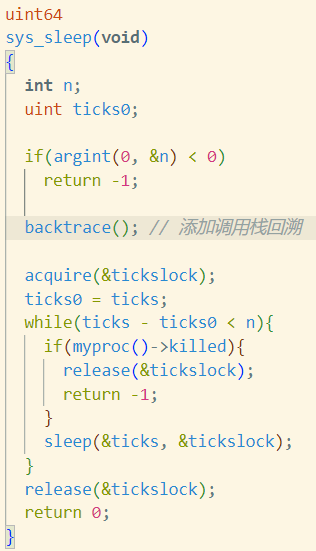 uint64
sys_sleep(void)
{
  int n;
  uint ticks0;

  if(argint(0, &n) < 0)
    return -1;

  backtrace(); // 添加调用栈回溯

  acquire(&tickslock);
  ticks0 = ticks;
  while(ticks - ticks0 < n){
    if(myproc()->killed){
      release(&tickslock);
      return -1;
    }
    sleep(&ticks, &tickslock);
  }
  release(&tickslock);
  return 0;
}